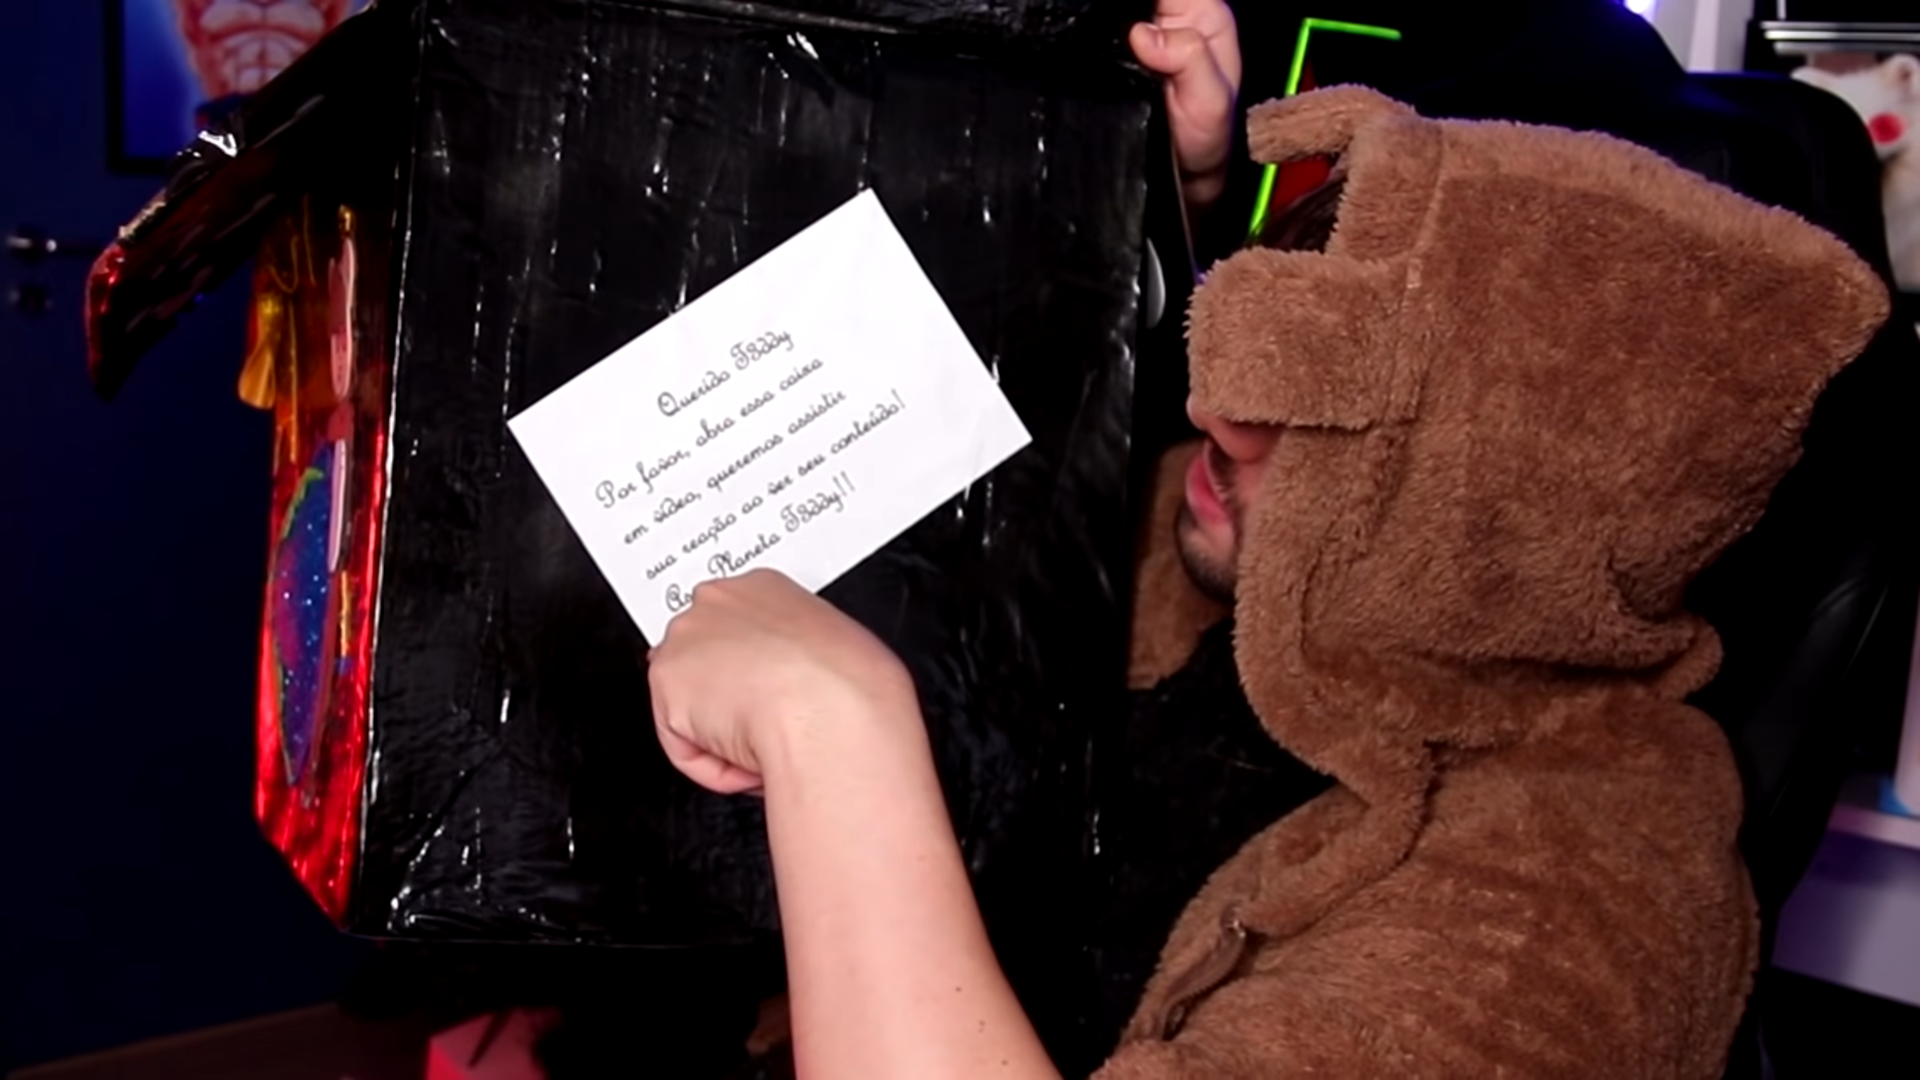 Querido T3ddy
Por favor, abra essa caixa
em vídeo, queremos assistir
sua reação ao ver seu conteúdo!
Planeta T3ddy!!